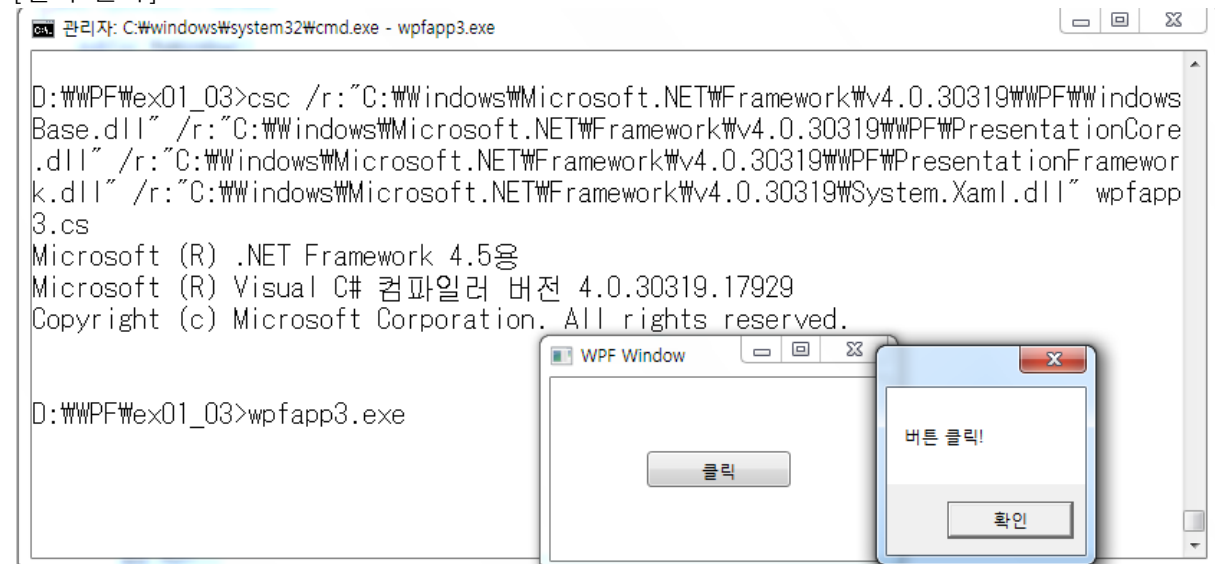 관리자: C:₩windows₩system32₩cmd.exe - wpfapp3.exe
D:₩WPF₩ex01_03>csc /r:"C:₩Windows₩Microsoft.NET₩Framework₩v4.0.30319₩WPF₩Windows
Base.dll" /r:"C:₩Windows₩Microsoft.NET₩Framework₩v4.0.30319₩WPF₩PresentationCore
.dll" /r:"C:₩Windows₩Microsoft.NET₩Framework₩v4.0.30319₩WPF₩PresentationFramewor
k.dll" /r:"C:₩Windows₩Microsoft.NET₩Framework₩v4.0.30319₩System.Xaml.dll" wpfapp
3.cs
Microsoft (R) .NET Framework 4.5용
Microsoft (R) Visual C# 컴파일러 버전 4.0.30319.17929
Copyright (c) Microsoft Corporation. All rights reserved.
D:₩WPF₩ex01_03>wpfapp3.exe
WPF Window
클릭
버튼 클릭!
확인